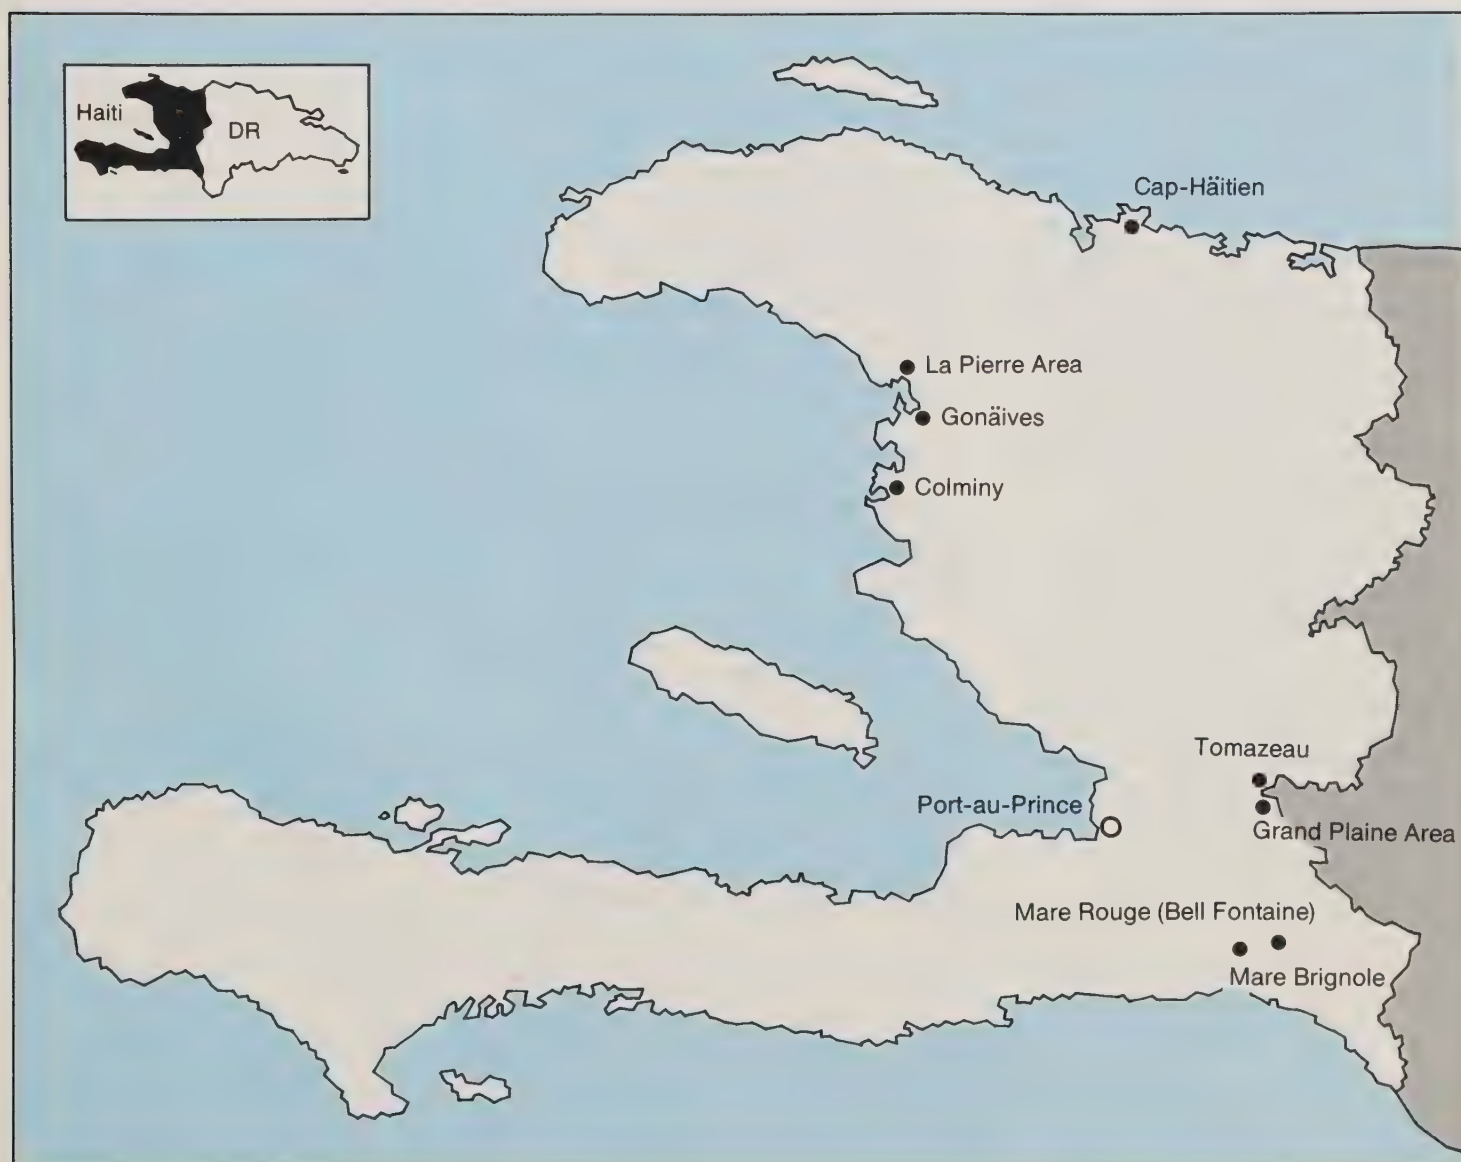 Haiti
DR
Cap-Häitien
La Pierre Area
Gonäives
Colminy
Tomazeau
Port-au-Prince
Grand Plaine Area
Mare Rouge (Bell Fontaine)
Mare Brignole